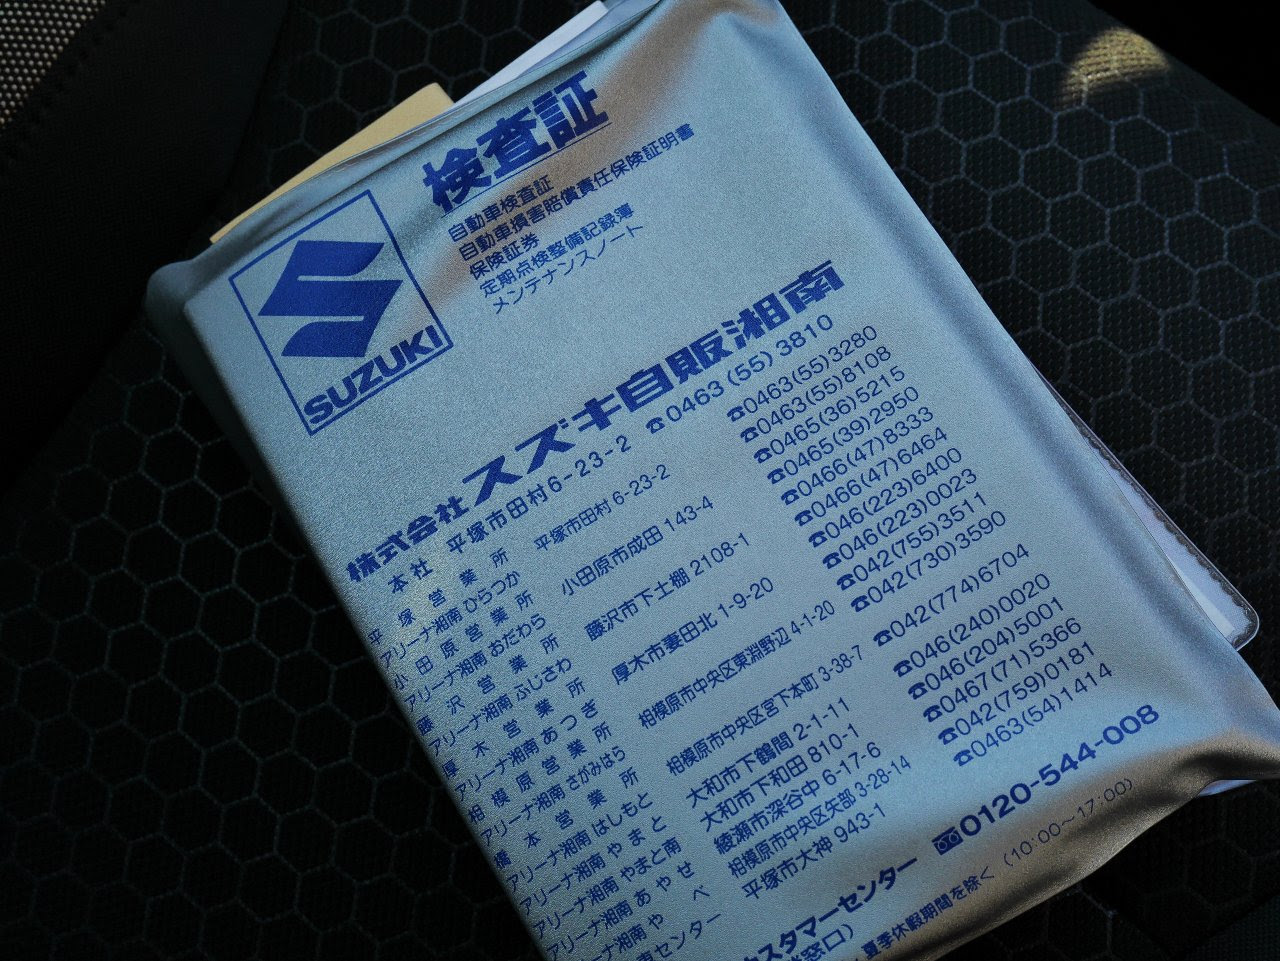 検査証
自動車検査証
自動車損害賠償責任保険証明書
保険証券
定期点検整備記録簿
メンテナンスノート
SUZUKI
株式会社スズキ自販湘南
本社 平塚市田村6-23-2 ☎0463(55)3810
平塚営業所 平塚市田村6-23-2 ☎0463(55)3280
アリーナ湘南ひらつか ☎0463(55)8108
小田原営業所 小田原市成田143-4 ☎0465(36)5215
アリーナ湘南おだわら ☎0465(39)2950
藤沢営業所 藤沢市下土棚2108-1 ☎0466(47)8333
アリーナ湘南ふじさわ ☎0466(47)6464
厚木営業所 厚木市妻田北1-9-20 ☎046(223)6400
アリーナ湘南あつぎ ☎046(223)0023
相模原営業所 相模原市中央区東淵野辺4-1-20 ☎042(755)3511
アリーナ湘南さがみはら ☎042(730)3590
橋本営業所 相模原市中央区宮下本町3-38-7 ☎042(774)6704
アリーナ湘南はしもと
アリーナ湘南やまと 大和市下鶴間2-1-11 ☎046(240)0020
アリーナ湘南やまと南 大和市下和田810-1 ☎046(204)5001
アリーナ湘南あやせ 綾瀬市深谷中6-17-6 ☎0467(71)5366
アリーナ湘南やべ 相模原市中央区矢部3-28-14 ☎042(759)0181
センター 平塚市大神943-1 ☎0463(54)1414
スタマーセンター 0120-544-008
窓口) 夏季休暇期間を除く (10:00〜17:00)